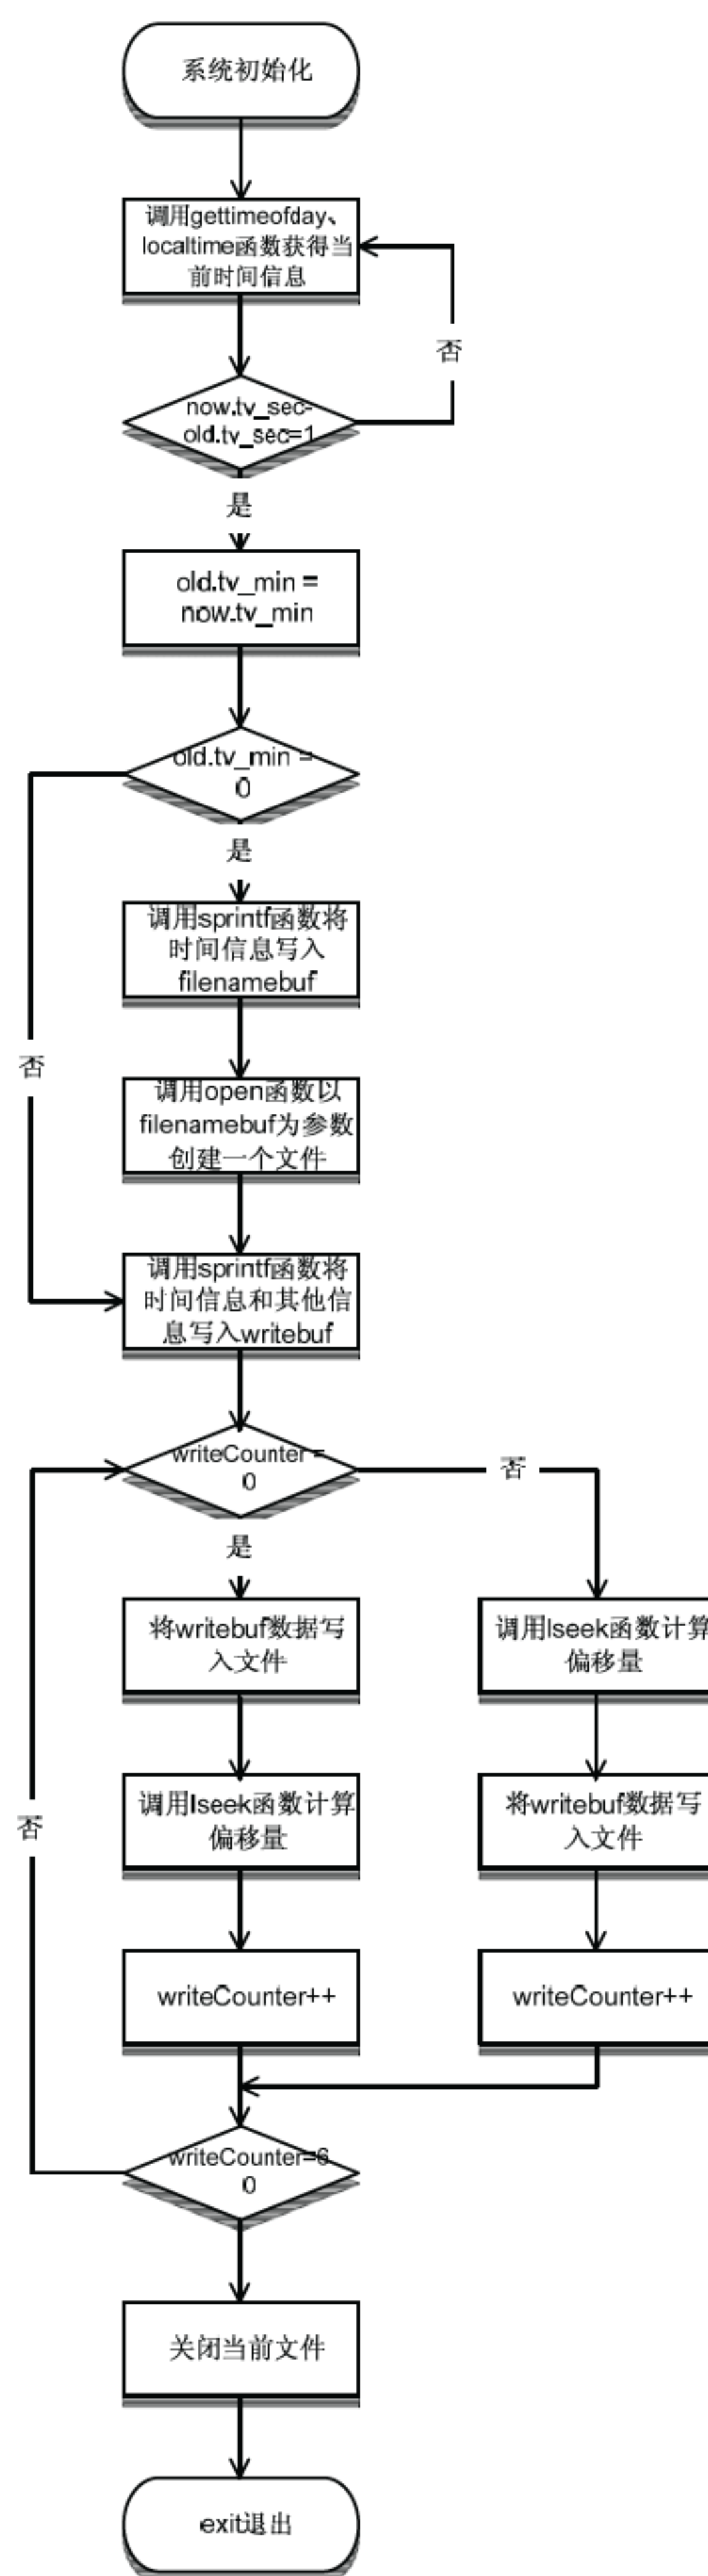 系统初始化
调用gettimeofday、
localtime函数获得当
前时间信息
否
now.tv_sec-
old.tv_sec=1
是
old.tv_min =
now.tv_min
old.tv_min =
0
是
调用sprintf函数将
时间信息写入
filenamebuf
否
调用open函数以
filenamebuf为参数
创建一个文件
调用sprintf函数将
时间信息和其他信
息写入writebuf
writeCounter =
0
否
是
将writebuf数据写
入文件
调用lseek函数计算
偏移量
调用lseek函数计算
偏移量
将writebuf数据写
入文件
否
writeCounter++
writeCounter++
writeCounter=6
0
关闭当前文件
exit退出